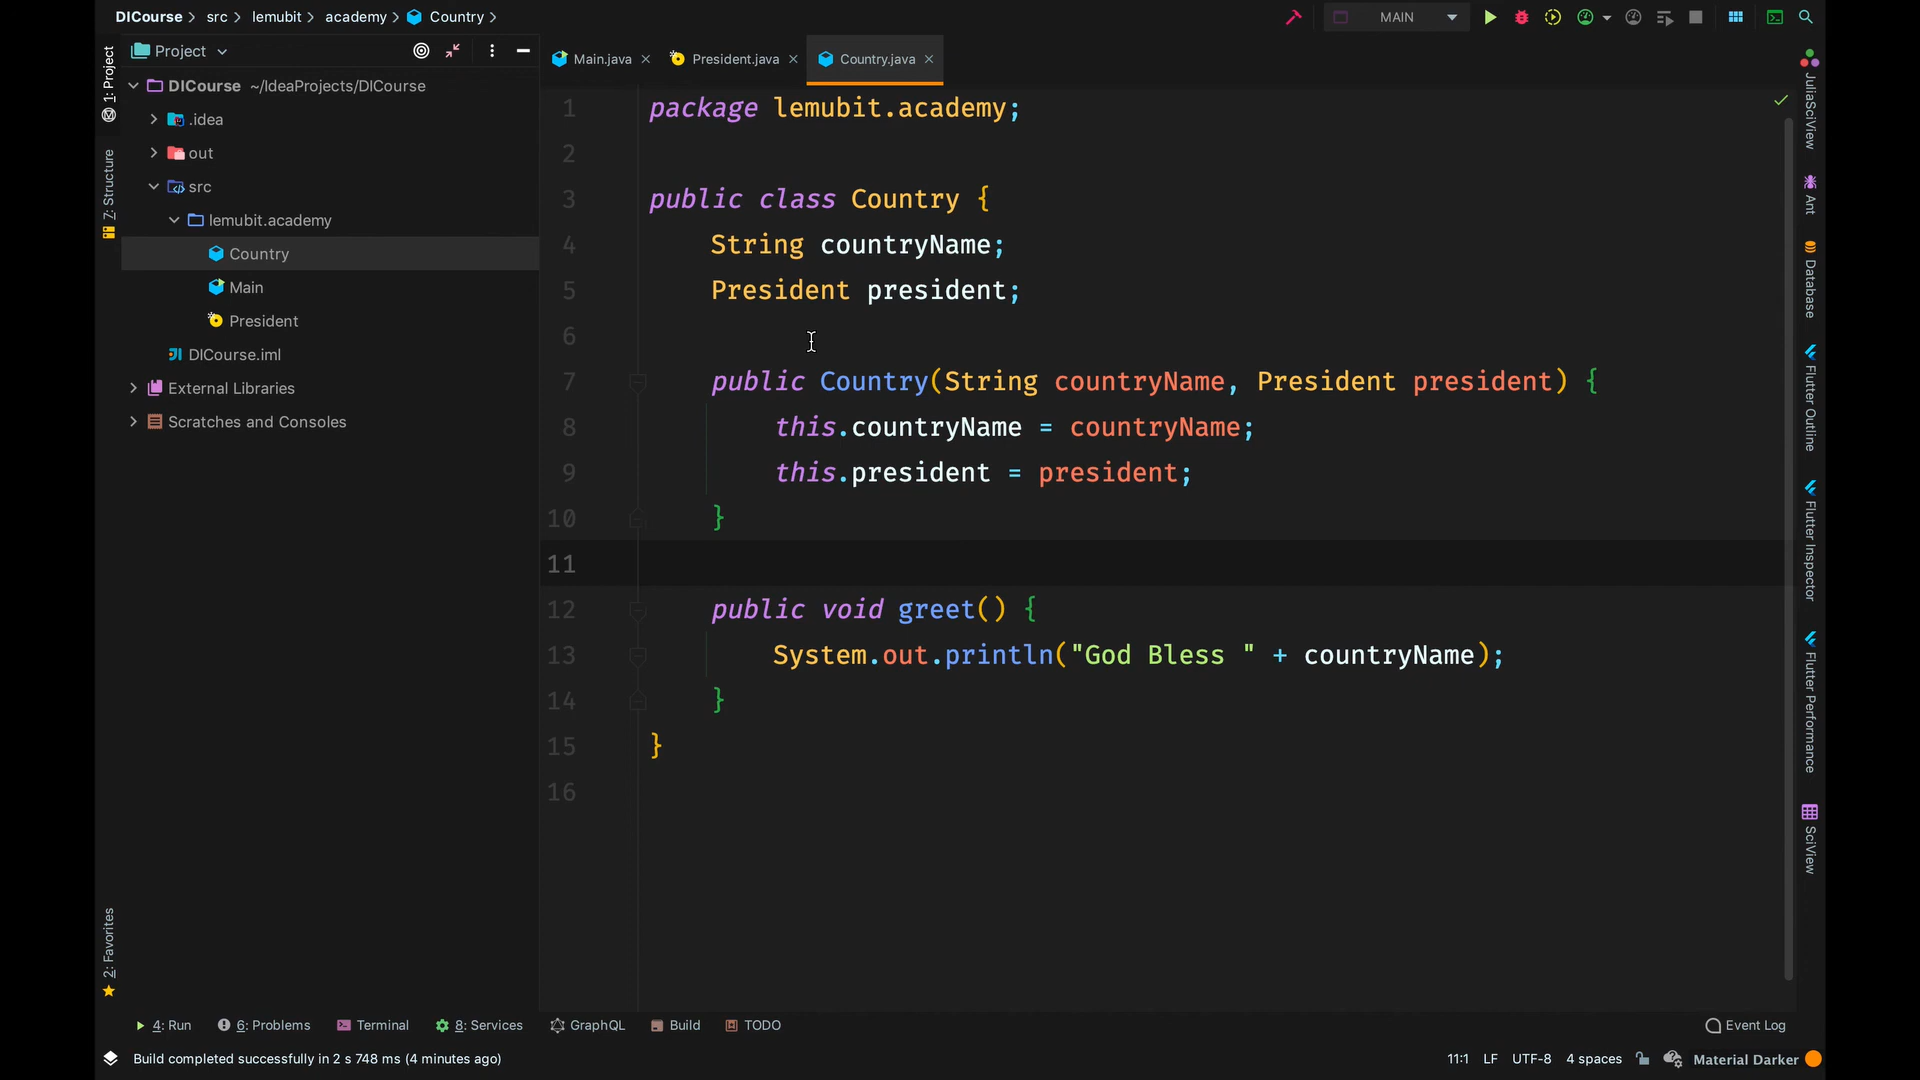 DICourse > src > lemubit > academy > Country >
MAIN
1: Project
7: Structure
2: Favorites
Project
DICourse ~/IdeaProjects/DICourse
.idea
out
src
lemubit.academy
Country
Main
President
DICourse.iml
External Libraries
Scratches and Consoles
Main.java
President.java
Country.java
1 package lemubit.academy;
2
3 public class Country {
4 String countryName;
5 President president;
6
7 public Country(String countryName, President president) {
8 this.countryName = countryName;
9 this.president = president;
10 }
11
12 public void greet() {
13 System.out.println("God Bless " + countryName);
14 }
15 }
16
JuliaSciView
Ant
Database
Flutter Outline
Flutter Inspector
Flutter Performance
SciView
4: Run
6: Problems
Terminal
8: Services
GraphQL
Build
TODO
Event Log
Build completed successfully in 2 s 748 ms (4 minutes ago)
11:1 LF UTF-8 4 spaces Material Darker